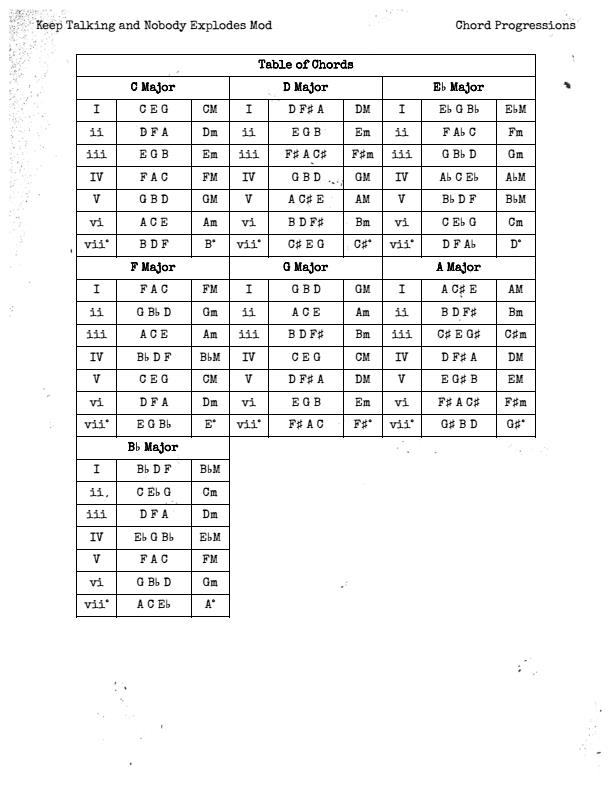 Keep Talking and Nobody Explodes Mod Chord Progressions
Table of Chords
C Major D Major E♭ Major
I C E G CM I D F♯ A DM I E♭ G B♭ E♭M
ii D F A Dm ii E G B Em ii F A♭ C Fm
iii E G B Em iii F♯ A C♯ F♯m iii G B♭ D Gm
IV F A C FM IV G B D GM IV A♭ C E♭ A♭M
V G B D GM V A C♯ E AM V B♭ D F B♭M
vi A C E Am vi B D F♯ Bm vi C E♭ G Cm
vii° B D F B° vii° C♯ E G C♯° vii° D F A♭ D°
F Major G Major A Major
I F A C FM I G B D GM I A C♯ E AM
ii G B♭ D Gm ii A C E Am ii B D F♯ Bm
iii A C E Am iii B D F♯ Bm iii C♯ E G♯ C♯m
IV B♭ D F B♭M IV C E G CM IV D F♯ A DM
V C E G CM V D F♯ A DM V E G♯ B EM
vi D F A Dm vi E G B Em vi F♯ A C♯ F♯m
vii° E G B♭ E° vii° F♯ A C F♯° vii° G♯ B D G♯°
B♭ Major
I B♭ D F B♭M
ii C E♭ G Cm
iii D F A Dm
IV E♭ G B♭ E♭M
V F A C FM
vi G B♭ D Gm
vii° A C E♭ A°